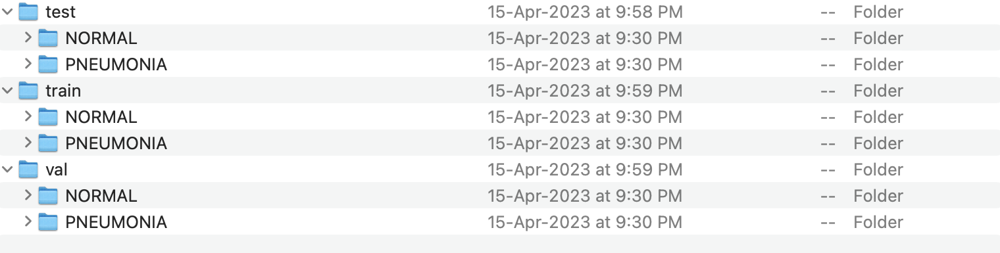 test 15-Apr-2023 at 9:58 PM -- Folder
NORMAL 15-Apr-2023 at 9:30 PM -- Folder
PNEUMONIA 15-Apr-2023 at 9:30 PM -- Folder
train 15-Apr-2023 at 9:59 PM -- Folder
NORMAL 15-Apr-2023 at 9:30 PM -- Folder
PNEUMONIA 15-Apr-2023 at 9:30 PM -- Folder
val 15-Apr-2023 at 9:59 PM -- Folder
NORMAL 15-Apr-2023 at 9:30 PM -- Folder
PNEUMONIA 15-Apr-2023 at 9:30 PM -- Folder